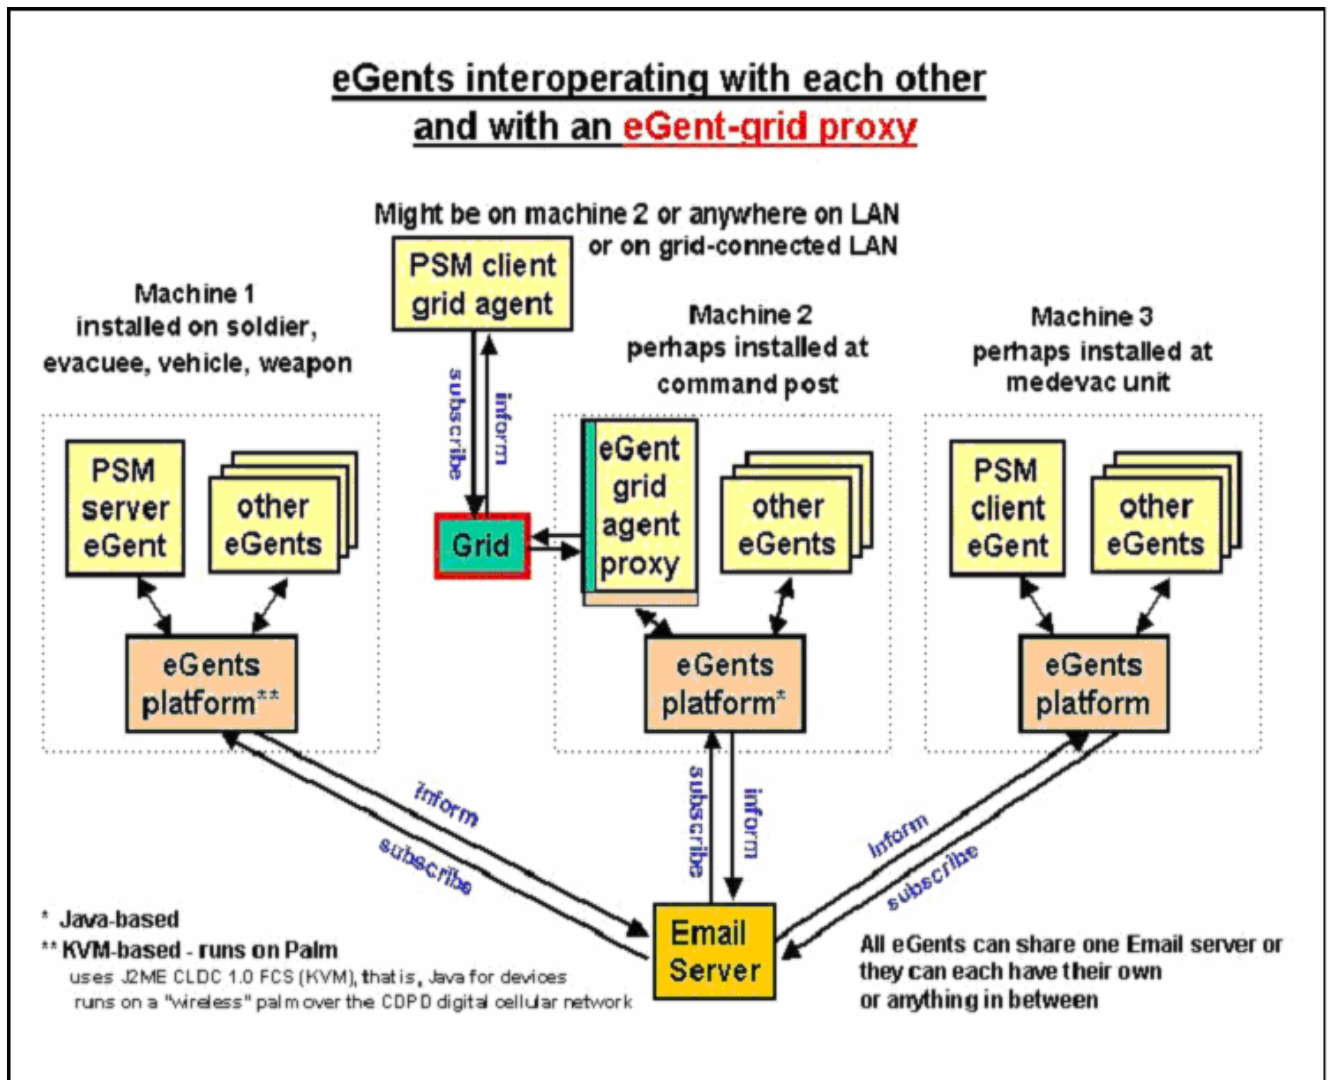 eGents interoperating with each other
and with an eGent-grid proxy
Might be on machine 2 or anywhere on LAN
or on grid-connected LAN
PSM client
grid agent
Machine 1
installed on soldier,
evacuee, vehicle, weapon
Machine 2
perhaps installed at
command post
Machine 3
perhaps installed at
medevac unit
subscribe
inform
PSM
server
eGent
other
eGents
Grid
eGent
grid
agent
proxy
other
eGents
PSM
client
eGent
other
eGents
eGents
platform**
eGents
platform*
eGents
platform
inform
subscribe
subscribe
inform
inform
subscribe
Email
Server
* Java-based
** KVM-based - runs on Palm
uses J2ME CLDC 1.0 FCS (KVM), that is, Java for devices
runs on a "wireless" palm over the CDPD digital cellular network
All eGents can share one Email server or
they can each have their own
or anything in between